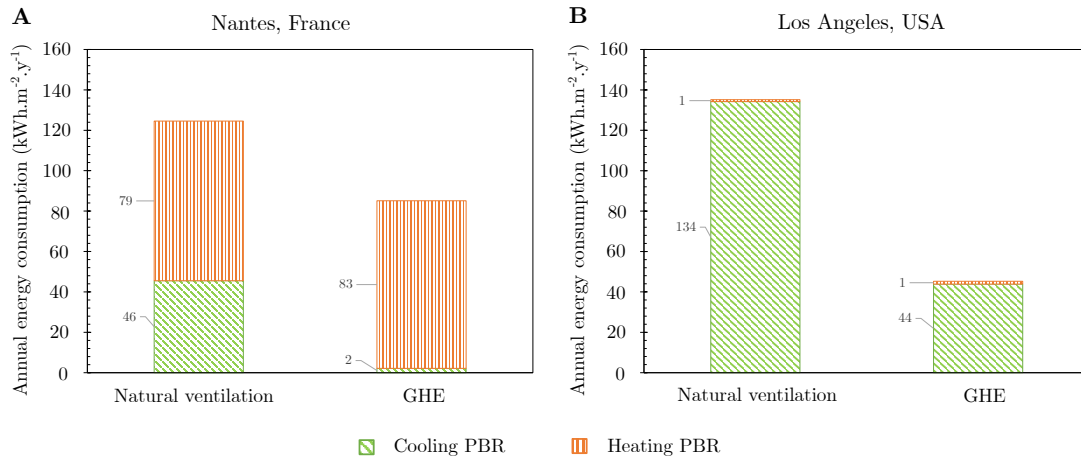 A
Nantes, France
Annual energy consumption (kWh.m-2.y-1)
160
140
120
100
80
60
40
20
0
79
46
83
2
Natural ventilation
GHE
B
Los Angeles, USA
Annual energy consumption (kWh.m-2.y-1)
160
140
120
100
80
60
40
20
0
1
134
1
44
Natural ventilation
GHE
Cooling PBR
Heating PBR